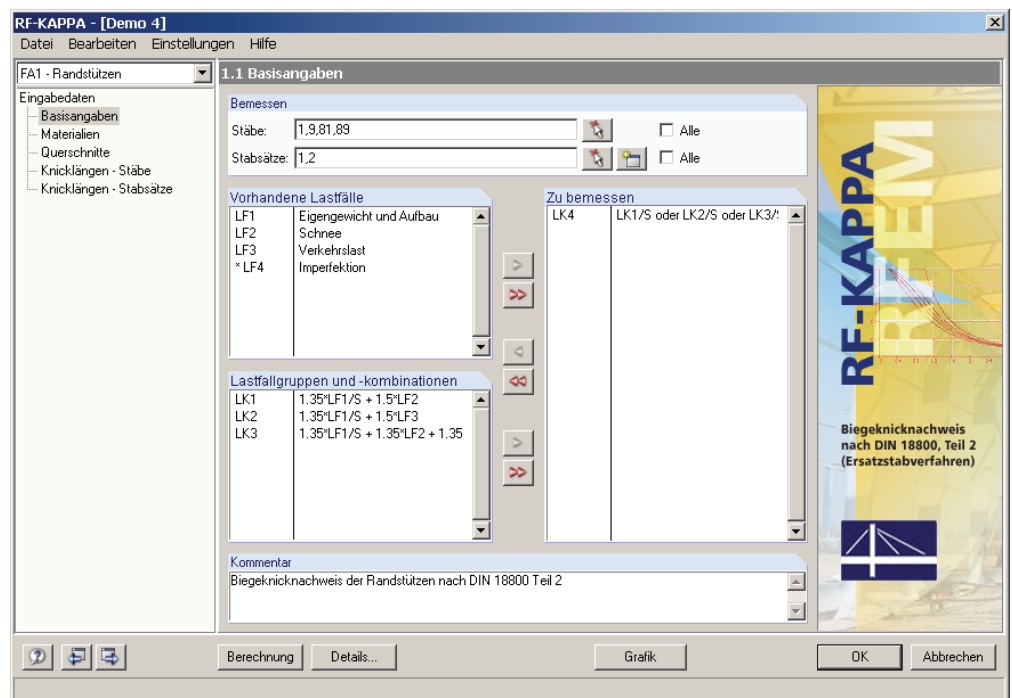 RF-KAPPA - [Demo 4]
Datei Bearbeiten Einstellungen Hilfe
FA1 - Randstützen
Eingabedaten
Basisangaben
Materialien
Querschnitte
Knicklängen - Stäbe
Knicklängen - Stabsätze
1.1 Basisangaben
Bemessen
Stäbe: 1,9,81,89 Alle
Stabsätze: 1,2 Alle
Vorhandene Lastfälle
LF1 Eigengewicht und Aufbau
LF2 Schnee
LF3 Verkehrslast
* LF4 Imperfektion
Lastfallgruppen und -kombinationen
LK1 1.35*LF1/S + 1.5*LF2
LK2 1.35*LF1/S + 1.5*LF3
LK3 1.35*LF1/S + 1.35*LF2 + 1.35
> 
>>
<
<<
>
>>
Zu bemessen
LK4 LK1/S oder LK2/S oder LK3/
Kommentar
Biegeknicknachweis der Randstützen nach DIN 18800 Teil 2
RF-KAPPA
RFEM
Biegeknicknachweis
nach DIN 18800, Teil 2
(Ersatzstabverfahren)
Berechnung Details... Grafik OK Abbrechen